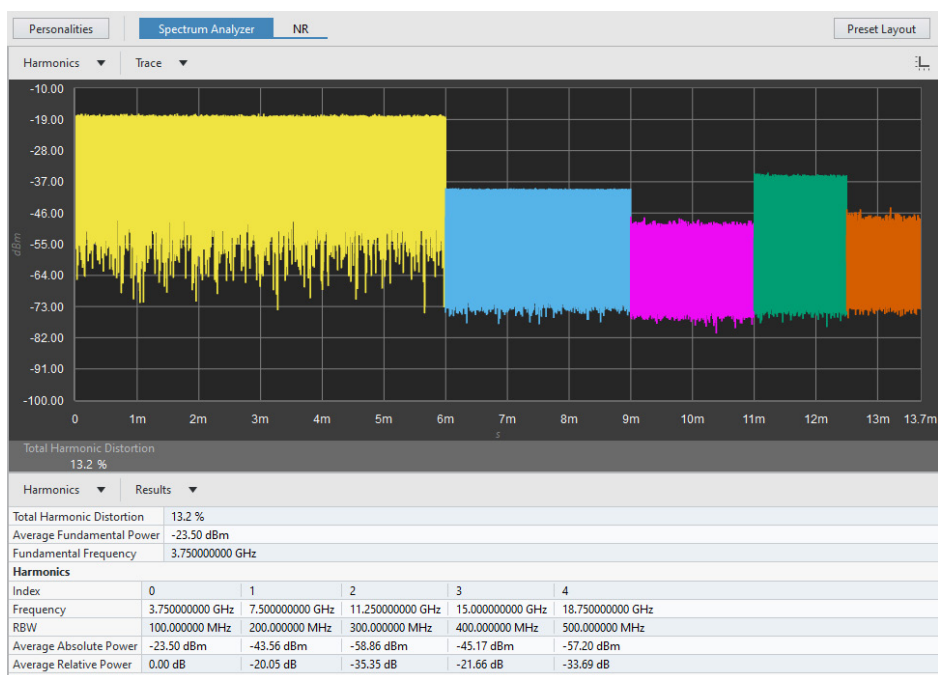 Personalities Spectrum Analyzer NR Preset Layout
Harmonics Trace
-10.00
-19.00
-28.00
-37.00
-46.00
-55.00
-64.00
-73.00
-82.00
-91.00
-100.00
dBm
0 1m 2m 3m 4m 5m 6m 7m 8m 9m 10m 11m 12m 13m 13.7m
s
Total Harmonic Distortion
13.2 %
Harmonics Results
Total Harmonic Distortion 13.2 %
Average Fundamental Power -23.50 dBm
Fundamental Frequency 3.750000000 GHz
Harmonics
Index 0 1 2 3 4
Frequency 3.750000000 GHz 7.500000000 GHz 11.250000000 GHz 15.000000000 GHz 18.750000000 GHz
RBW 100.000000 MHz 200.000000 MHz 300.000000 MHz 400.000000 MHz 500.000000 MHz
Average Absolute Power -23.50 dBm -43.56 dBm -58.86 dBm -45.17 dBm -57.20 dBm
Average Relative Power 0.00 dB -20.05 dB -35.35 dB -21.66 dB -33.69 dB